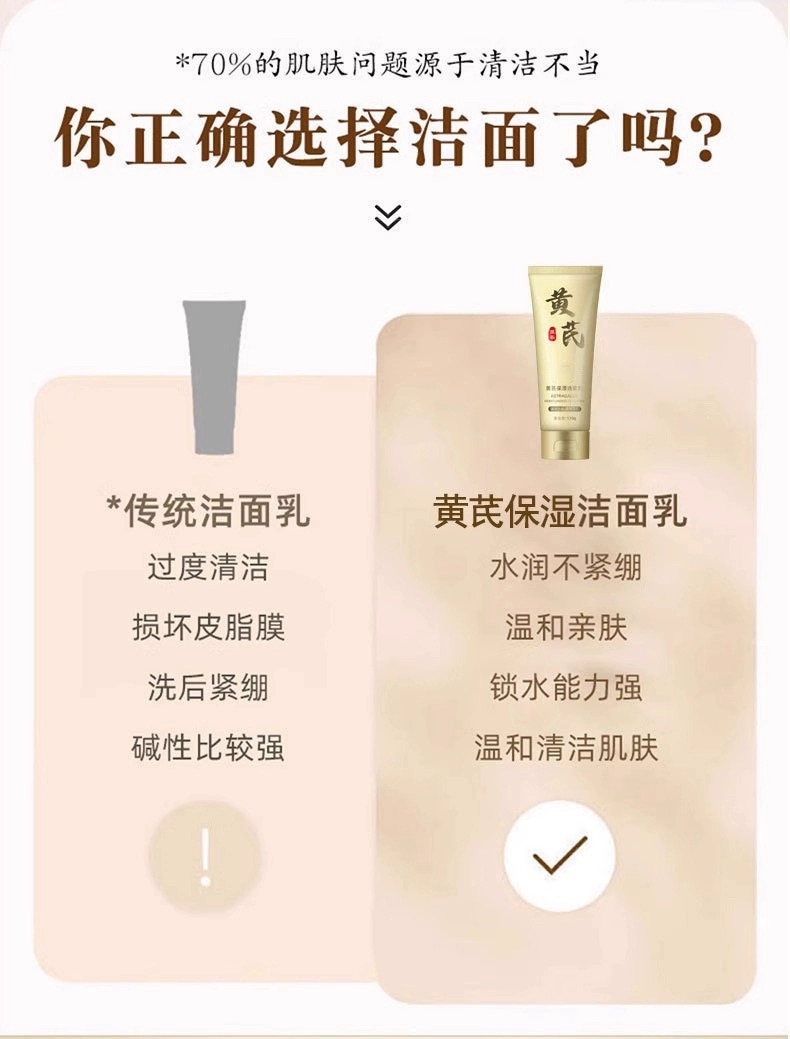 *70%的肌肤问题源于清洁不当
你正确选择洁面了吗?
黄芪
*传统洁面乳
过度清洁
损坏皮脂膜
洗后紧绷
碱性比较强
黄芪保湿洁面乳
水润不紧绷
温和亲肤
锁水能力强
温和清洁肌肤